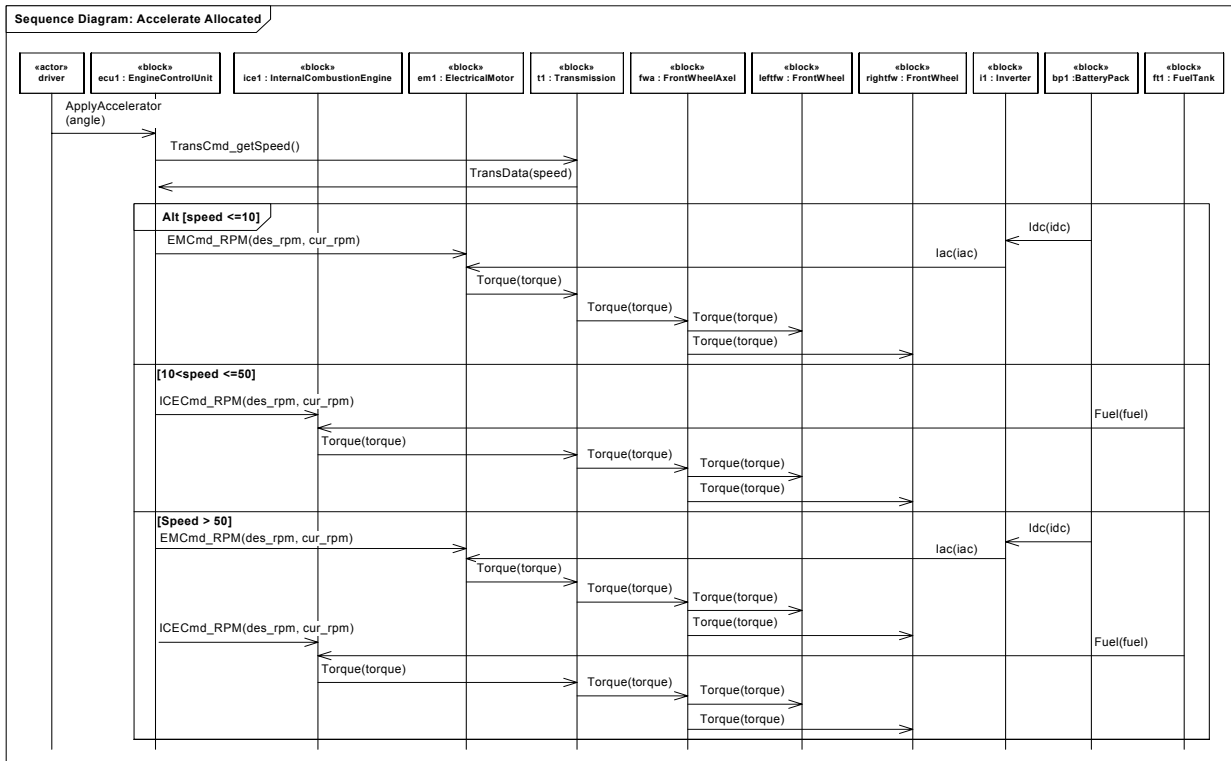 Sequence Diagram: Accelerate Allocated
«actor»
driver
«block»
ecu1 : EngineControlUnit
«block»
ice1 : InternalCombustionEngine
«block»
em1 : ElectricalMotor
«block»
t1 : Transmission
«block»
fwa : FrontWheelAxel
«block»
leftfw : FrontWheel
«block»
rightfw : FrontWheel
«block»
i1 : Inverter
«block»
bp1 :BatteryPack
«block»
ft1 : FuelTank
ApplyAccelerator
(angle)
TransCmd_getSpeed()
TransData(speed)
Alt [speed <=10]
Idc(idc)
EMCmd_RPM(des_rpm, cur_rpm)
Iac(iac)
Torque(torque)
Torque(torque)
Torque(torque)
Torque(torque)
[10<speed <=50]
ICECmd_RPM(des_rpm, cur_rpm)
Fuel(fuel)
Torque(torque)
Torque(torque)
Torque(torque)
Torque(torque)
[Speed > 50]
Idc(idc)
EMCmd_RPM(des_rpm, cur_rpm)
Iac(iac)
Torque(torque)
Torque(torque)
Torque(torque)
Torque(torque)
ICECmd_RPM(des_rpm, cur_rpm)
Fuel(fuel)
Torque(torque)
Torque(torque)
Torque(torque)
Torque(torque)